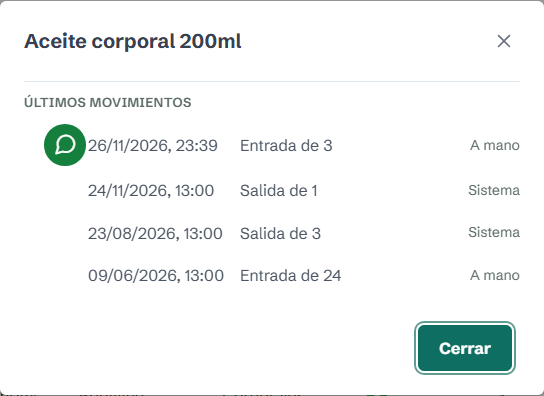 Aceite corporal 200ml
ÚLTIMOS MOVIMIENTOS
26/11/2026, 23:39 Entrada de 3 A mano
24/11/2026, 13:00 Salida de 1 Sistema
23/08/2026, 13:00 Salida de 3 Sistema
09/06/2026, 13:00 Entrada de 24 A mano
Cerrar